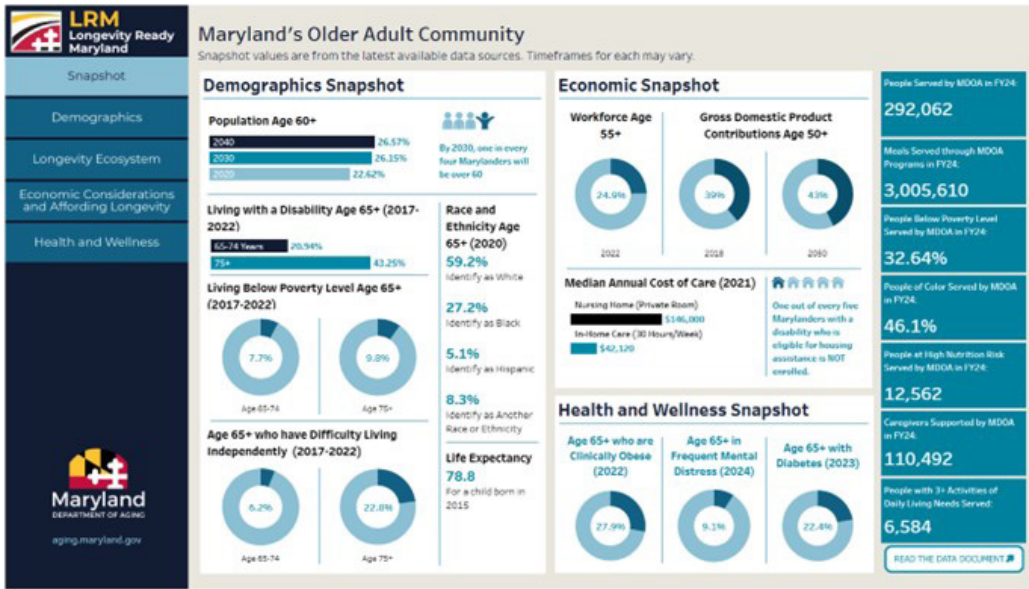 LRM
Longevity Ready
Maryland
Snapshot
Demographics
Longevity Ecosystem
Economic Considerations
and Affording Longevity
Health and Wellness
Maryland
DEPARTMENT OF AGING
aging.maryland.gov
Maryland's Older Adult Community
Snapshot values are from the latest available data sources. Timeframes for each may vary.
Demographics Snapshot
Population Age 60+
2040 26.57%
2030 26.15%
2020 22.62%
By 2030, one in every
four Marylanders will
be over 60
Living with a Disability Age 65+ (2017-
2022)
65-74 Years 20.94%
75+ 43.25%
Living Below Poverty Level Age 65+
(2017-2022)
7.7%
9.8%
Age 65-74
Age 75+
Age 65+ who have Difficulty Living
Independently (2017-2022)
6.2%
22.8%
Age 65-74
Age 75+
Race and
Ethnicity Age
65+ (2020)
59.2%
Identify as White
27.2%
Identify as Black
5.1%
Identify as Hispanic
8.3%
Identify as Another
Race or Ethnicity
Life Expectancy
78.8
For a child born in
2015
Economic Snapshot
Workforce Age
55+
24.9%
2022
Gross Domestic Product
Contributions Age 50+
39%
43%
2018
2050
Median Annual Cost of Care (2021)
Nursing Home (Private Room)
$146,000
In-Home Care (30 Hours/Week)
$42,120
One out of every five
Marylanders with a
disability who is
eligible for housing
assistance is NOT
enrolled.
Health and Wellness Snapshot
Age 65+ who are
Clinically Obese
(2022)
27.9%
Age 65+ in
Frequent Mental
Distress (2024)
9.1%
Age 65+ with
Diabetes (2023)
22.4%
People Served by MDOA in FY24:
292,062
Meals Served through MDOA
Programs in FY24:
3,005,610
People Below Poverty Level
Served by MDOA in FY24:
32.64%
People of Color Served by MDOA
in FY24:
46.1%
People at High Nutrition Risk
Served by MDOA in FY24:
12,562
Caregivers Supported by MDOA
in FY24:
110,492
People with 3+ Activities of
Daily Living Needs Served:
6,584
READ THE DATA DOCUMENT